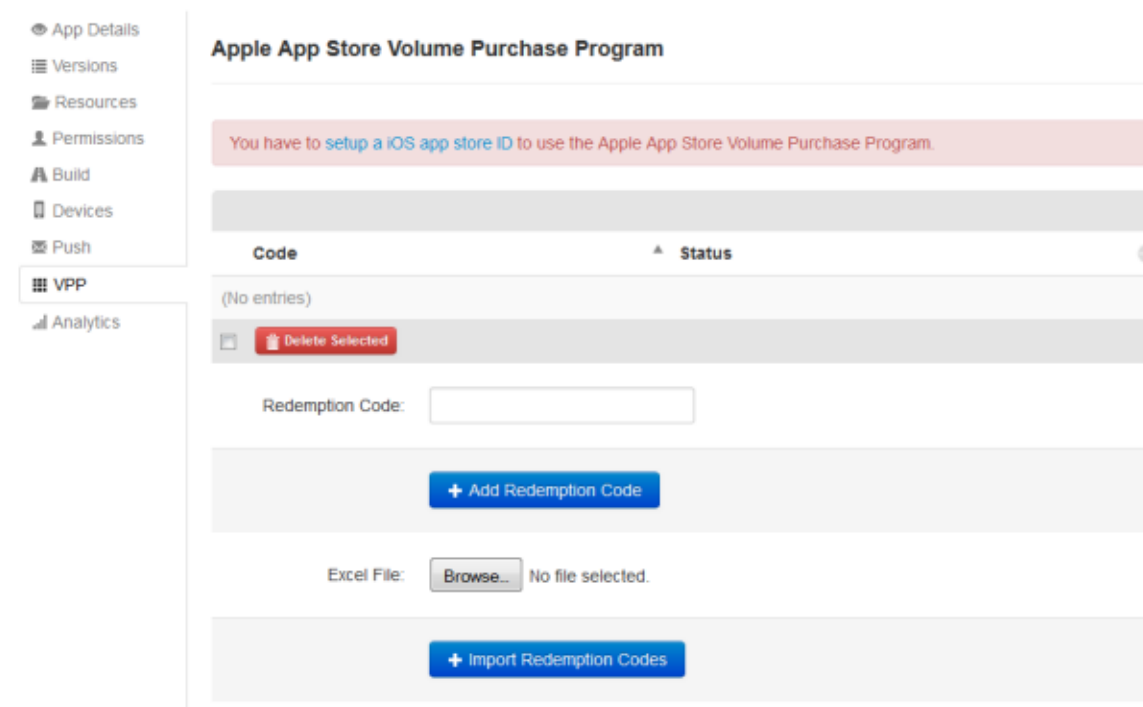 App Details
Versions
Resources
Permissions
Build
Devices
Push
VPP
Analytics
Apple App Store Volume Purchase Program
You have to setup a iOS app store ID to use the Apple App Store Volume Purchase Program.
Code Status
(No entries)
Delete Selected
Redemption Code:
+ Add Redemption Code
Excel File: Browse... No file selected.
+ Import Redemption Codes